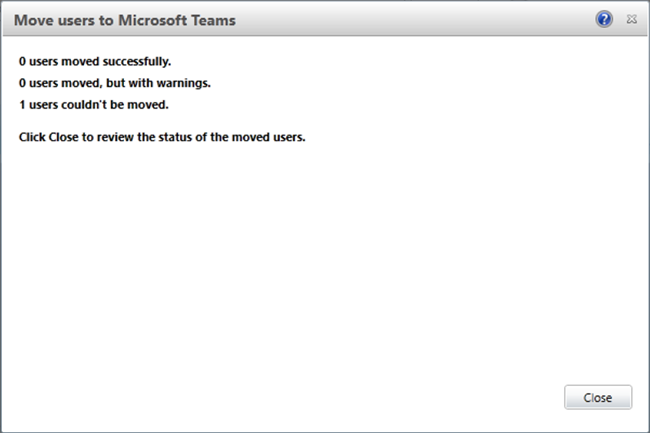 Move users to Microsoft Teams
0 users moved successfully.
0 users moved, but with warnings.
1 users couldn't be moved.
Click Close to review the status of the moved users.
Close